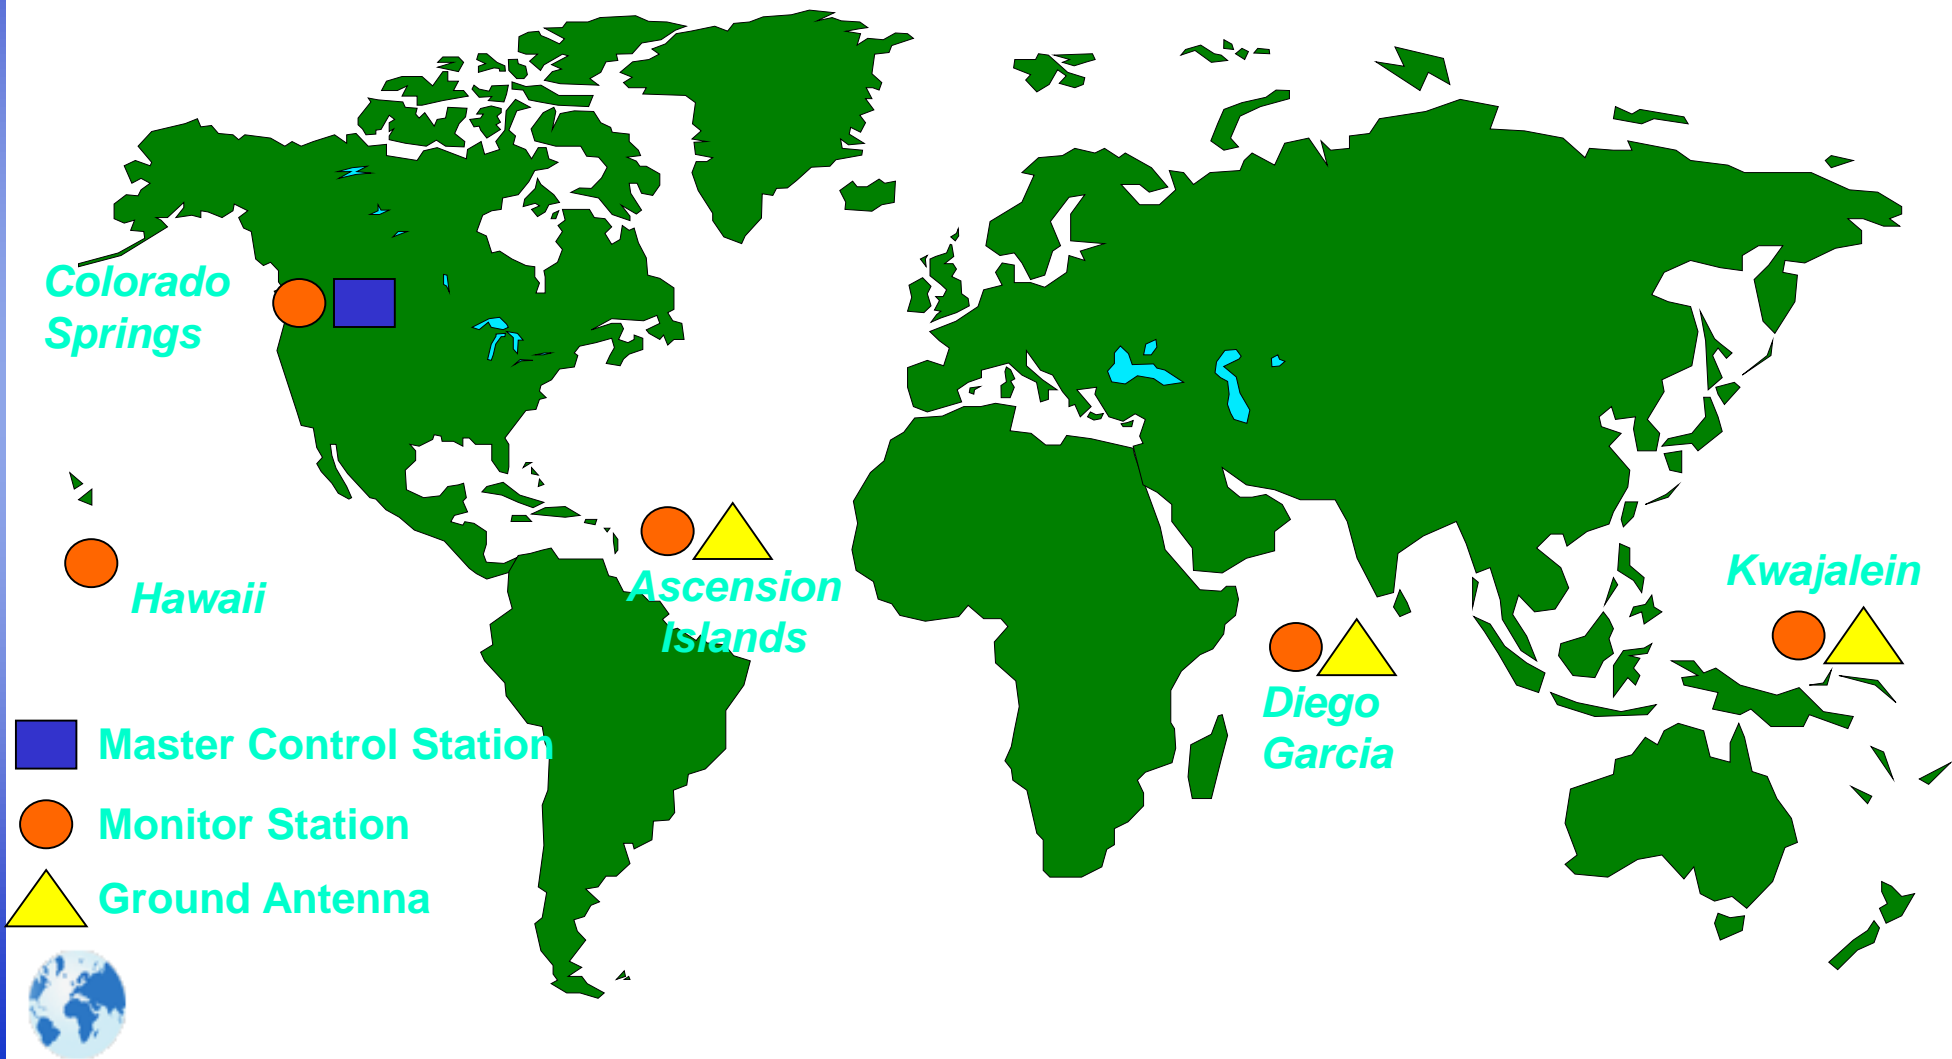 Colorado
Springs
Hawaii
Ascension
Islands
Kwajalein
Diego
Garcia
Master Control Station
Monitor Station
Ground Antenna